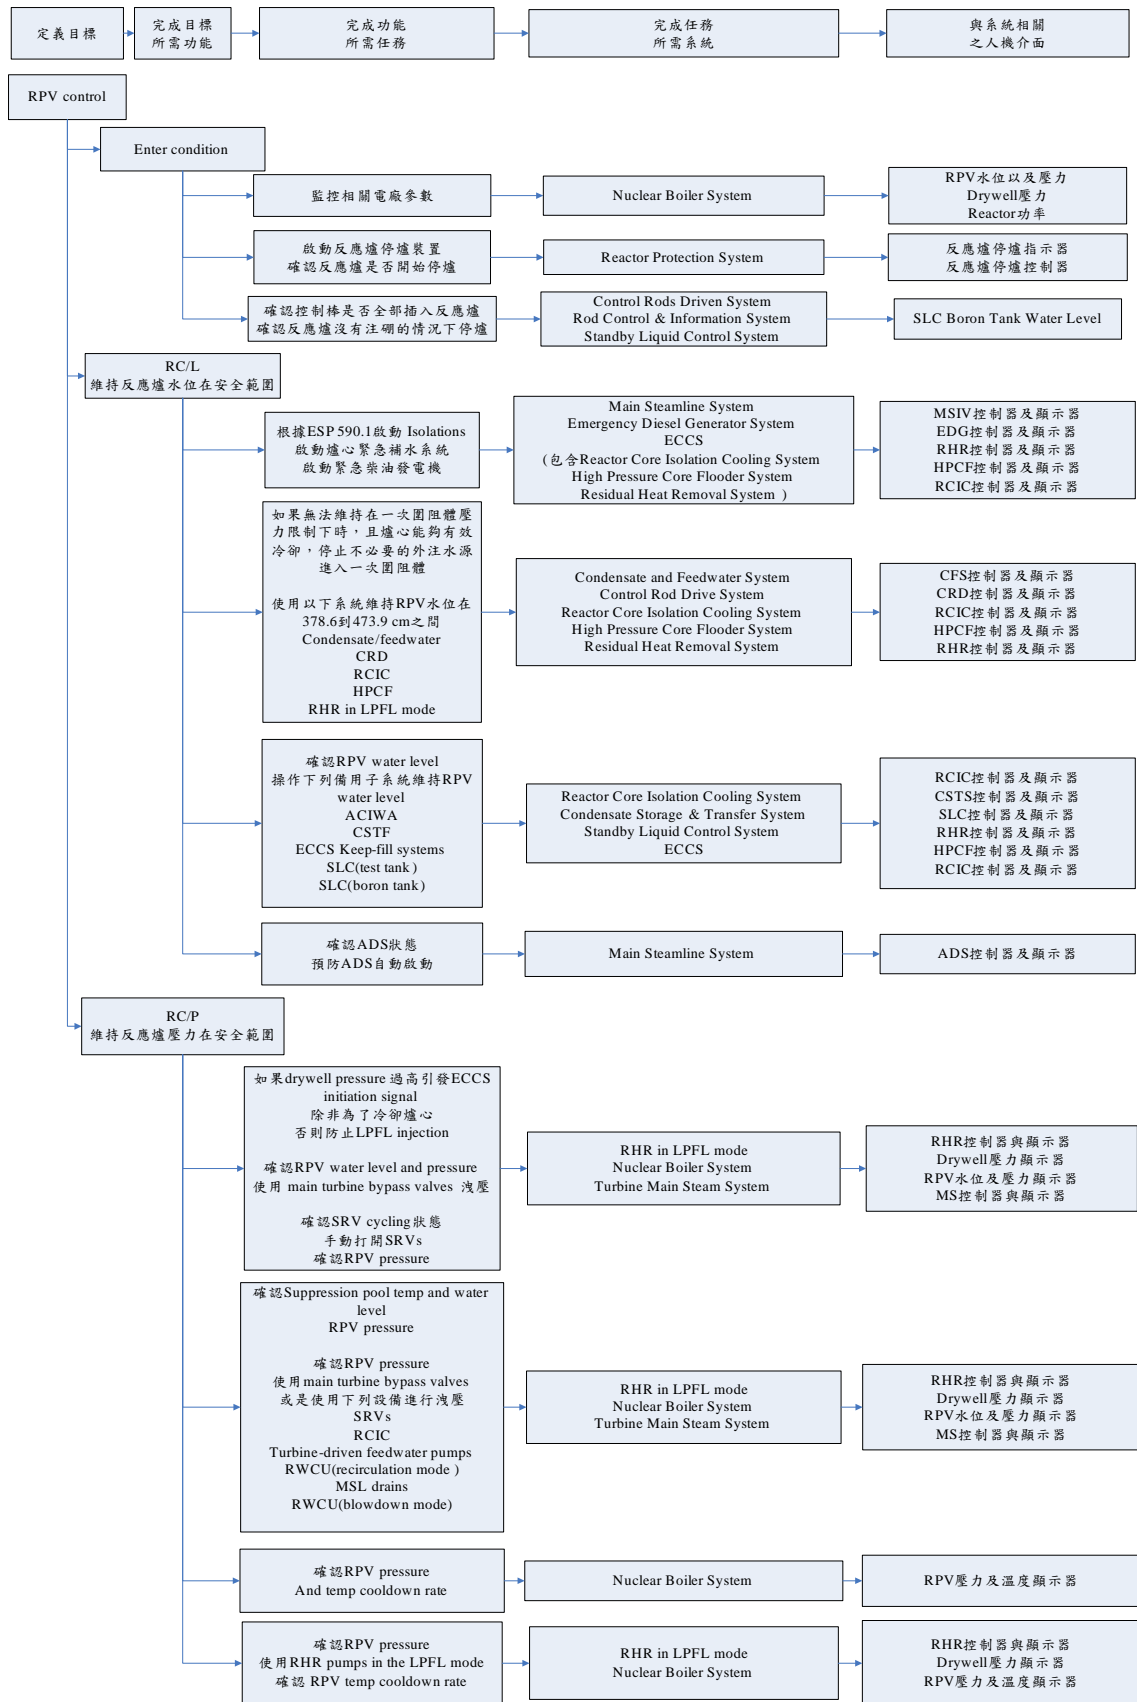 定義目標
完成目標
所需功能
完成功能
所需任務
完成任務
所需系統
與系統相關
之人機介面
RPV control
Enter condition
監控相關電廠參數
Nuclear Boiler System
RPV水位以及壓力
Drywell壓力
Reactor功率
啟動反應爐停爐裝置
確認反應爐是否開始停爐
Reactor Protection System
反應爐停爐指示器
反應爐停爐控制器
確認控制棒是否全部插入反應爐
確認反應爐沒有注硼的情況下停爐
Control Rods Driven System
Rod Control & Information System
Standby Liquid Control System
SLC Boron Tank Water Level
RC/L
維持反應爐水位在安全範圍
根據ESP 590.1啟動 Isolations
啟動爐心緊急補水系統
啟動緊急柴油發電機
Main Steamline System
Emergency Diesel Generator System
ECCS
(包含Reactor Core Isolation Cooling System
High Pressure Core Flooder System
Residual Heat Removal System )
MSIV控制器及顯示器
EDG控制器及顯示器
RHR控制器及顯示器
HPCF控制器及顯示器
RCIC控制器及顯示器
如果無法維持在一次圍阻體壓
力限制下時，且爐心能夠有效
冷卻，停止不必要的外注水源
進入一次圍阻體
使用以下系統維持RPV水位在
378.6到473.9 cm之間
Condensate/feedwater
CRD
RCIC
HPCF
RHR in LPFL mode
Condensate and Feedwater System
Control Rod Drive System
Reactor Core Isolation Cooling System
High Pressure Core Flooder System
Residual Heat Removal System
CFS控制器及顯示器
CRD控制器及顯示器
RCIC控制器及顯示器
HPCF控制器及顯示器
RHR控制器及顯示器
確認RPV water level
操作下列備用子系統維持RPV
water level
ACIWA
CSTF
ECCS Keep-fill systems
SLC(test tank)
SLC(boron tank)
Reactor Core Isolation Cooling System
Condensate Storage & Transfer System
Standby Liquid Control System
ECCS
RCIC控制器及顯示器
CSTS控制器及顯示器
SLC控制器及顯示器
RHR控制器及顯示器
HPCF控制器及顯示器
RCIC控制器及顯示器
確認ADS狀態
預防ADS自動啟動
Main Steamline System
ADS控制器及顯示器
RC/P
維持反應爐壓力在安全範圍
如果drywell pressure 過高引發ECCS
initiation signal
除非為了冷卻爐心
否則防止LPFL injection
確認RPV water level and pressure
使用 main turbine bypass valves 洩壓
確認SRV cycling狀態
手動打開SRVs
確認RPV pressure
RHR in LPFL mode
Nuclear Boiler System
Turbine Main Steam System
RHR控制器與顯示器
Drywell壓力顯示器
RPV水位及壓力顯示器
MS控制器與顯示器
確認Suppression pool temp and water
level
RPV pressure
確認RPV pressure
使用main turbine bypass valves
或是使用下列設備進行洩壓
SRVs
RCIC
Turbine-driven feedwater pumps
RWCU(recirculation mode )
MSL drains
RWCU(blowdown mode)
RHR in LPFL mode
Nuclear Boiler System
Turbine Main Steam System
RHR控制器與顯示器
Drywell壓力顯示器
RPV水位及壓力顯示器
MS控制器與顯示器
確認RPV pressure
And temp cooldown rate
Nuclear Boiler System
RPV壓力及溫度顯示器
確認RPV pressure
使用RHR pumps in the LPFL mode
確認 RPV temp cooldown rate
RHR in LPFL mode
Nuclear Boiler System
RHR控制器與顯示器
Drywell壓力顯示器
RPV壓力及溫度顯示器